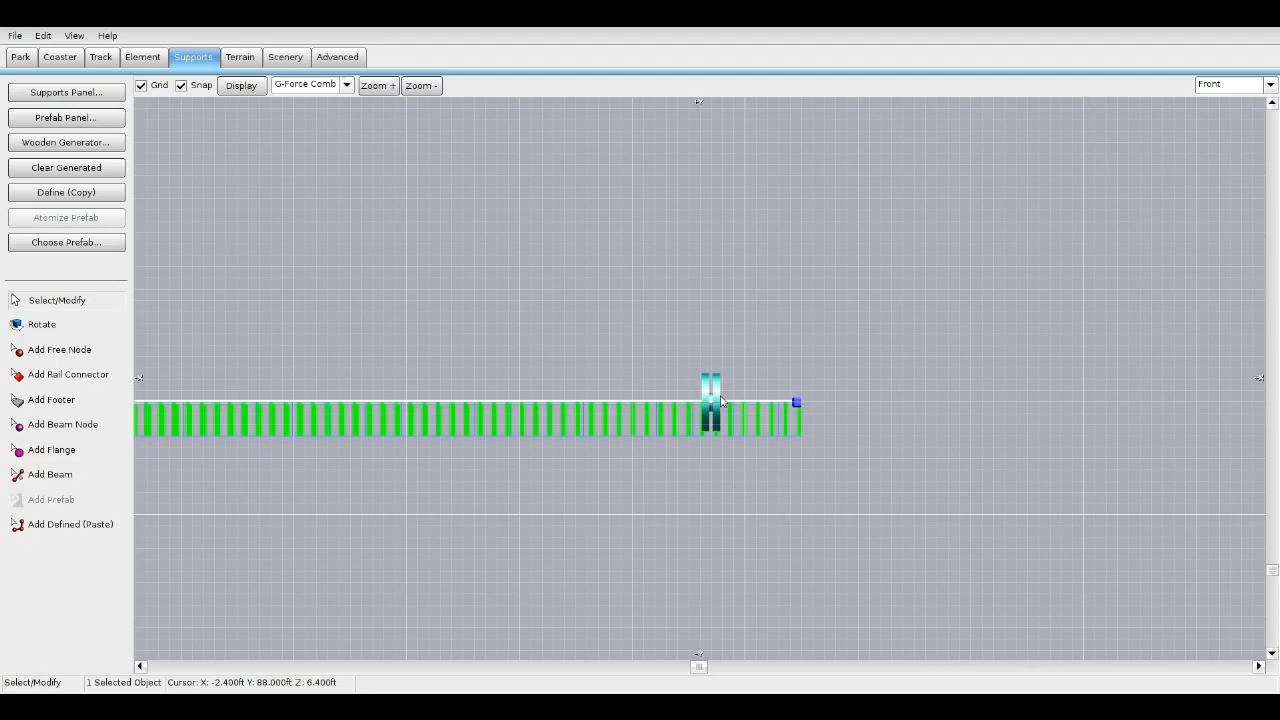 File Edit View Help
Park Coaster Track Element Supports Terrain Scenery Advanced
Supports Panel... Grid Snap Display G-Force Comb Zoom + Zoom - Front
Prefab Panel...
Wooden Generator...
Clear Generated
Define (Copy)
Atomize Prefab
Choose Prefab...
Select/Modify
Rotate
Add Free Node
Add Rail Connector
Add Footer
Add Beam Node
Add Flange
Add Beam
Add Prefab
Add Defined (Paste)
Select/Modify 1 Selected Object Cursor: X: -2.400ft Y: 88.000ft Z: 6.400ft